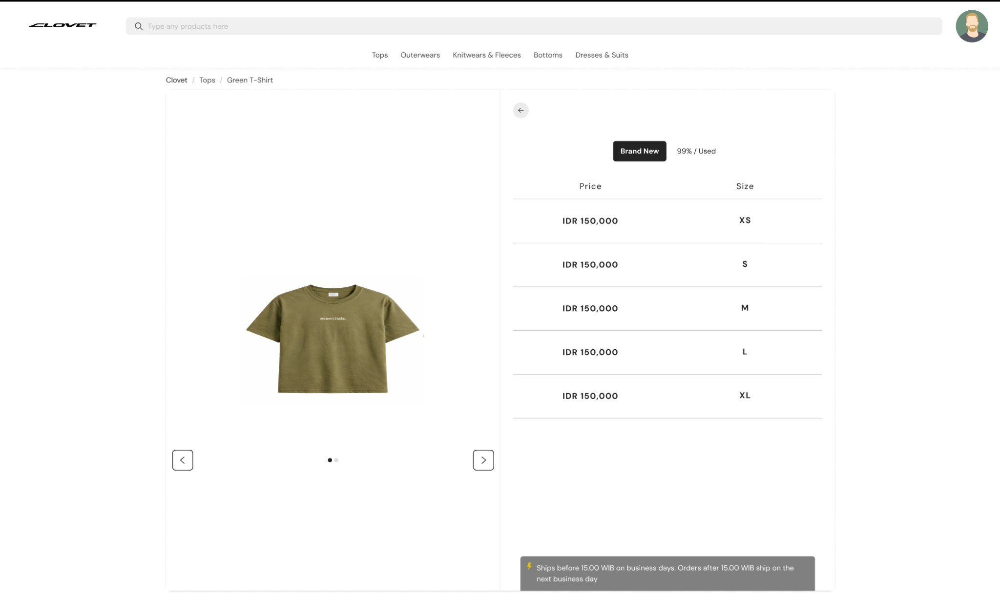 CLOVET
Type any products here
Tops
Outerwears
Knitwears & Fleeces
Bottoms
Dresses & Suits
Clovet / Tops / Green T-Shirt
essentials.
Brand New
99% / Used
Price
Size
IDR 150,000
XS
IDR 150,000
S
IDR 150,000
M
IDR 150,000
L
IDR 150,000
XL
Ships before 15.00 WIB on business days. Orders after 15.00 WIB ship on the
next business day